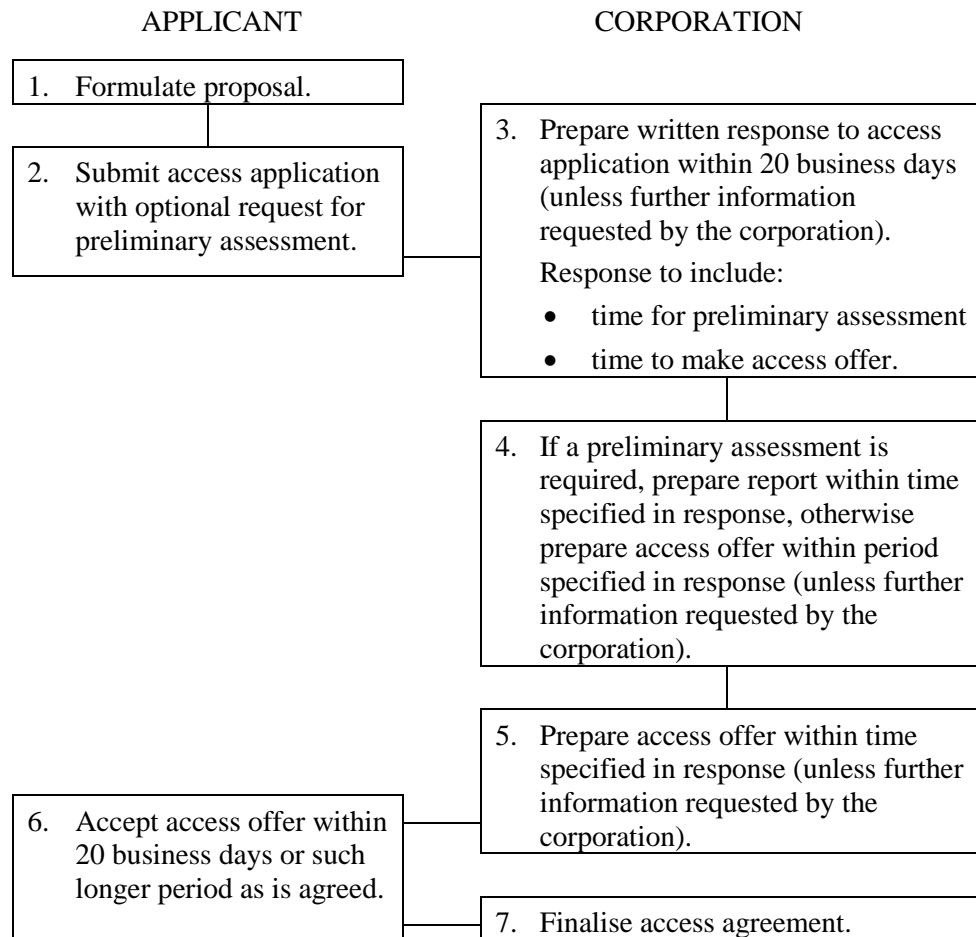 APPLICANT
CORPORATION
1. Formulate proposal.
2. Submit access application
with optional request for
preliminary assessment.
3. Prepare written response to access
application within 20 business days
(unless further information
requested by the corporation).
Response to include:
• time for preliminary assessment
• time to make access offer.
4. If a preliminary assessment is
required, prepare report within time
specified in response, otherwise
prepare access offer within period
specified in response (unless further
information requested by the
corporation).
5. Prepare access offer within time
specified in response (unless further
information requested by the
corporation).
6. Accept access offer within
20 business days or such
longer period as is agreed.
7. Finalise access agreement.